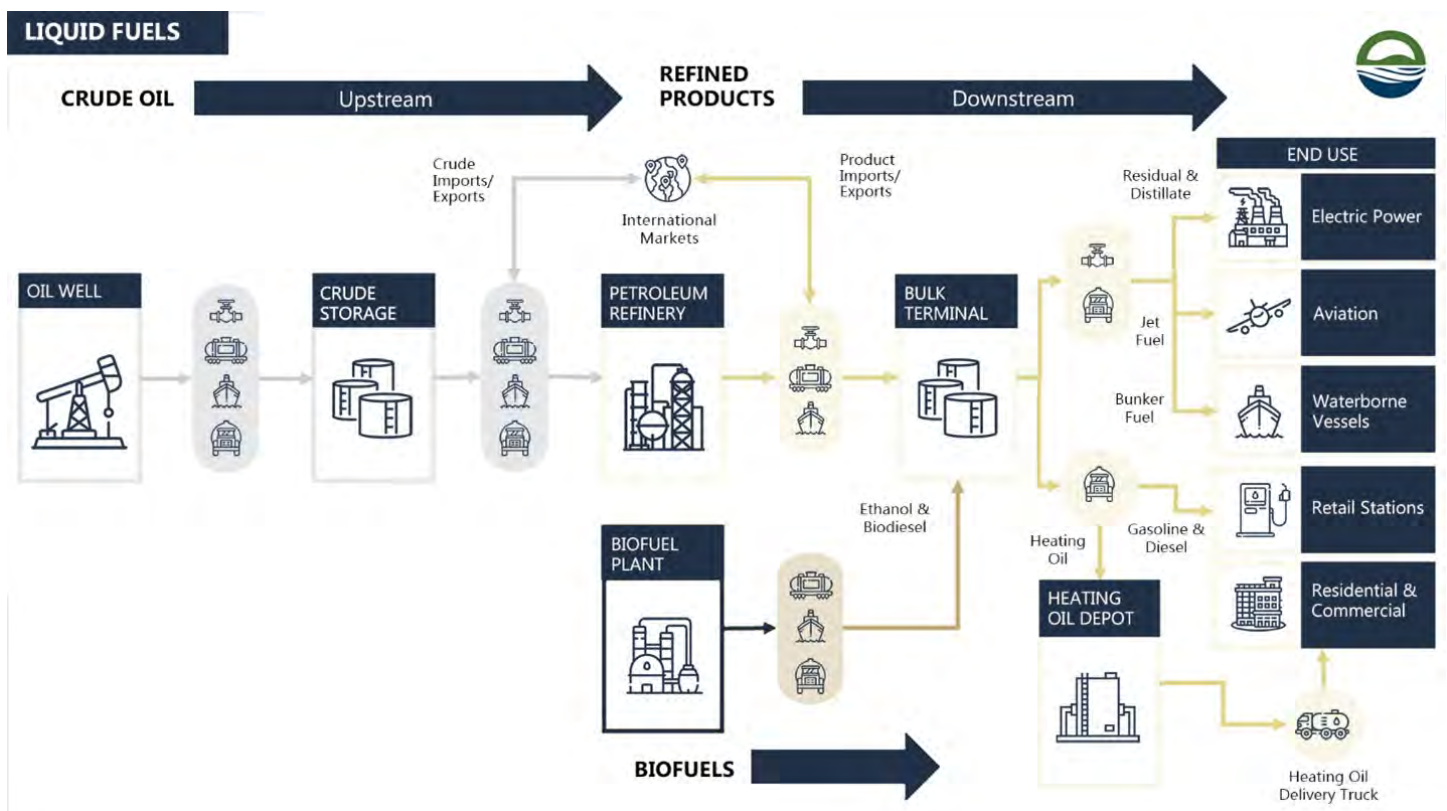 LIQUID FUELS
CRUDE OIL
Upstream
REFINED
PRODUCTS
Downstream
Crude
Imports/
Exports
International
Markets
Product
Imports/
Exports
Residual &
Distillate
END USE
Electric Power
OIL WELL
CRUDE
STORAGE
PETROLEUM
REFINERY
BULK
TERMINAL
Jet
Fuel
Aviation
Bunker
Fuel
Waterborne
Vessels
Ethanol &
Biodiesel
Heating
Oil
Gasoline &
Diesel
Retail Stations
BIOFUEL
PLANT
HEATING
OIL DEPOT
Residential &
Commercial
BIOFUELS
Heating Oil
Delivery Truck